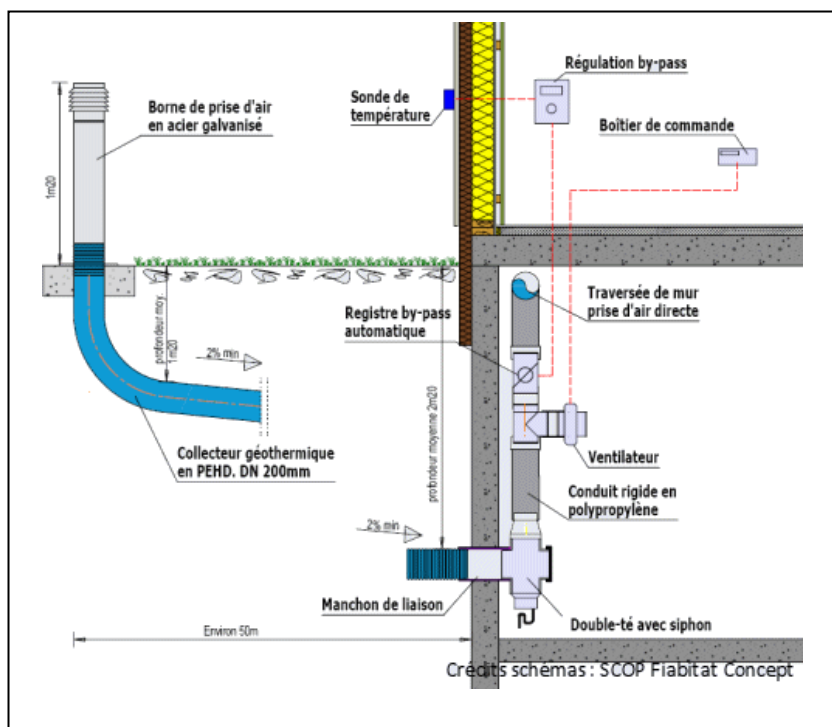 Régulation by-pass
Borne de prise d'air
en acier galvanisé
Sonde de
température
Boîtier de commande
1m20
Registre by-pass
automatique
Traversée de mur
prise d'air directe
profondeur moy.
1m20
2% min
profondeur moyenne 2m20
Collecteur géothermique
en PEHD. DN 200mm
Ventilateur
Conduit rigide en
polypropylène
2% min
Manchon de liaison
Double-té avec siphon
Environ 50m
Crédits schémas : SCOP Fiabitat Concept